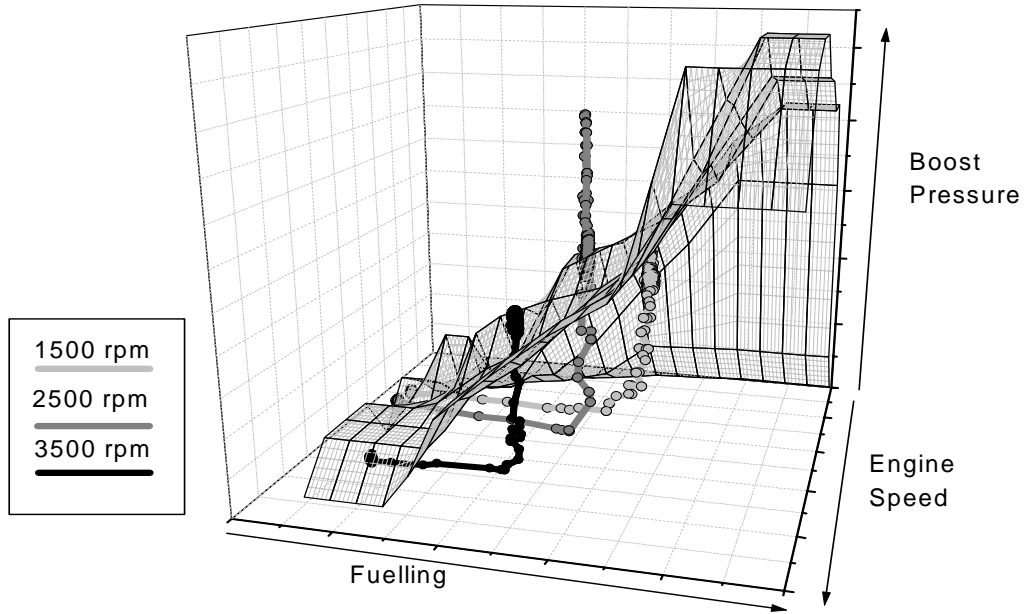 Boost
Pressure
1500 rpm
2500 rpm
3500 rpm
Engine
Speed
Fuelling